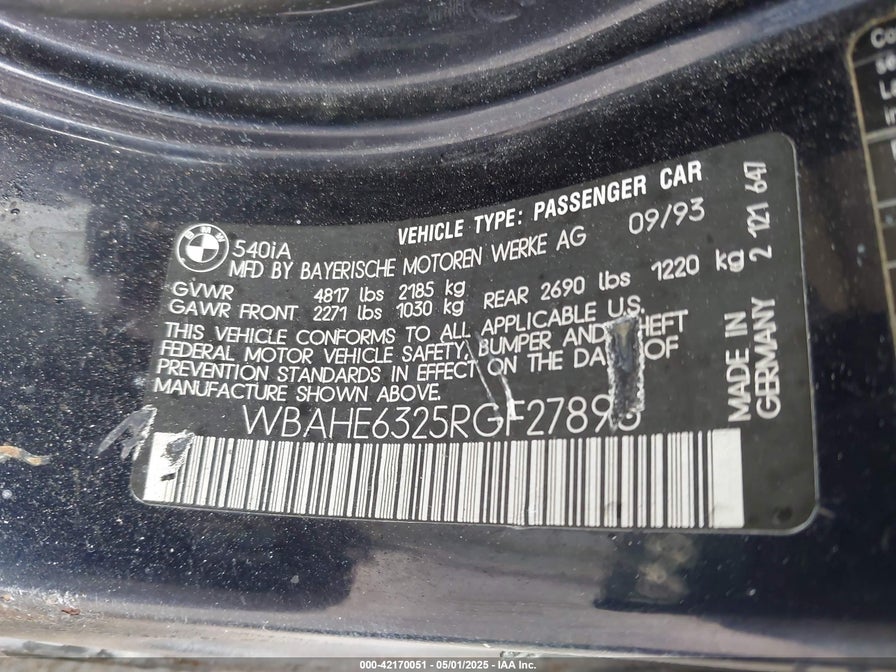 BMW
540iA
VEHICLE TYPE: PASSENGER CAR
MFD BY BAYERISCHE MOTOREN WERKE AG 09/93
GVWR 4817 lbs 2185 kg
GAWR FRONT 2271 lbs 1030 kg REAR 2690 lbs 1220 kg
THIS VEHICLE CONFORMS TO ALL APPLICABLE US.
FEDERAL MOTOR VEHICLE SAFETY, BUMPER AND
PREVENTION STANDARDS IN EFFECT ON THE OF
MANUFACTURE SHOWN ABOVE.
2 121 647
MADE IN
GERMANY
000-42170051 - 05/01/2025 - IAA Inc.